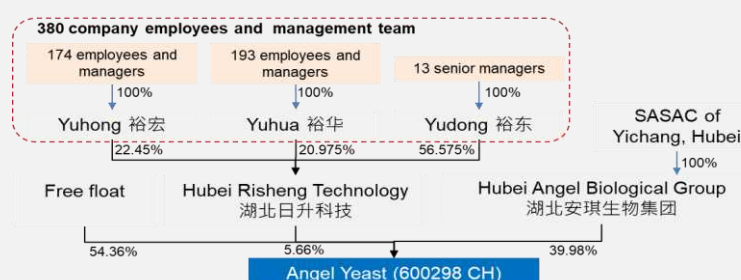 380 company employees and management team
174 employees and managers
193 employees and managers
13 senior managers
100%
100%
100%
Yuhong 裕宏
Yuhua 裕华
Yudong 裕东
SASAC of Yichang, Hubei
22.45%
20.975%
56.575%
100%
Free float
Hubei Risheng Technology
湖北日升科技
Hubei Angel Biological Group
湖北安琪生物集团
54.36%
5.66%
39.98%
Angel Yeast (600298 CH)